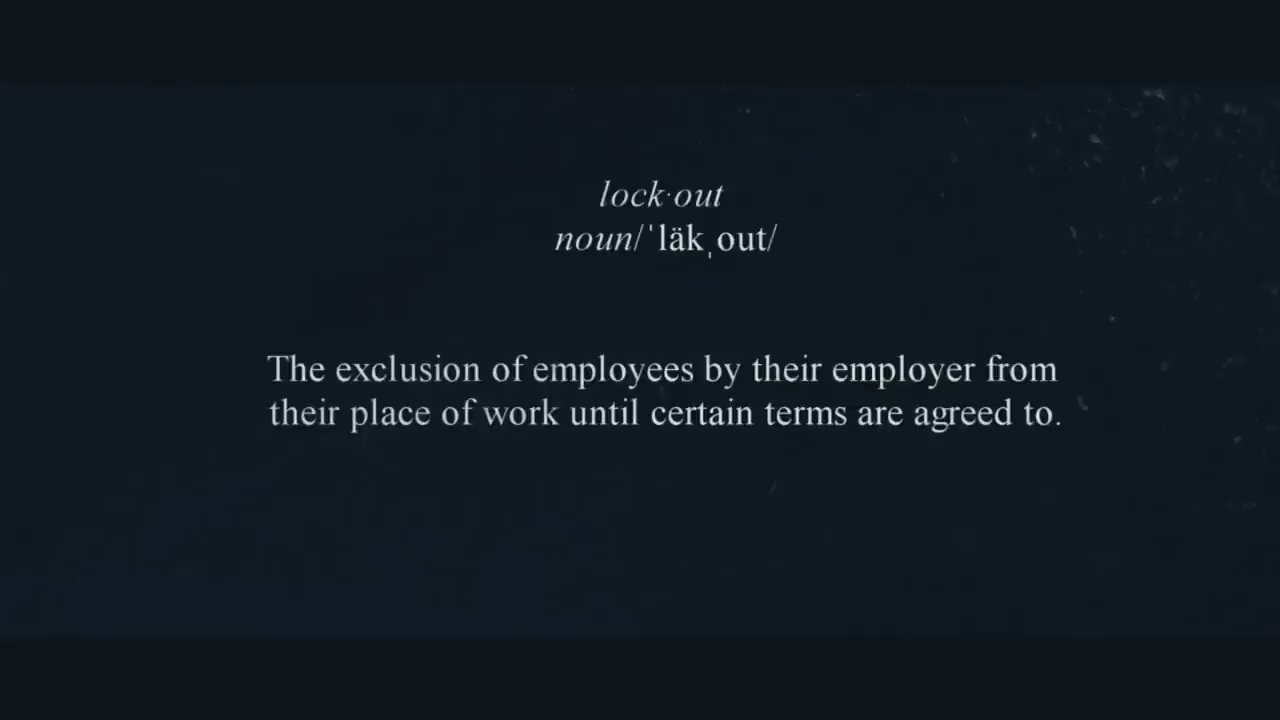 lock·out
noun/ˈläkˌout/
The exclusion of employees by their employer from
their place of work until certain terms are agreed to.